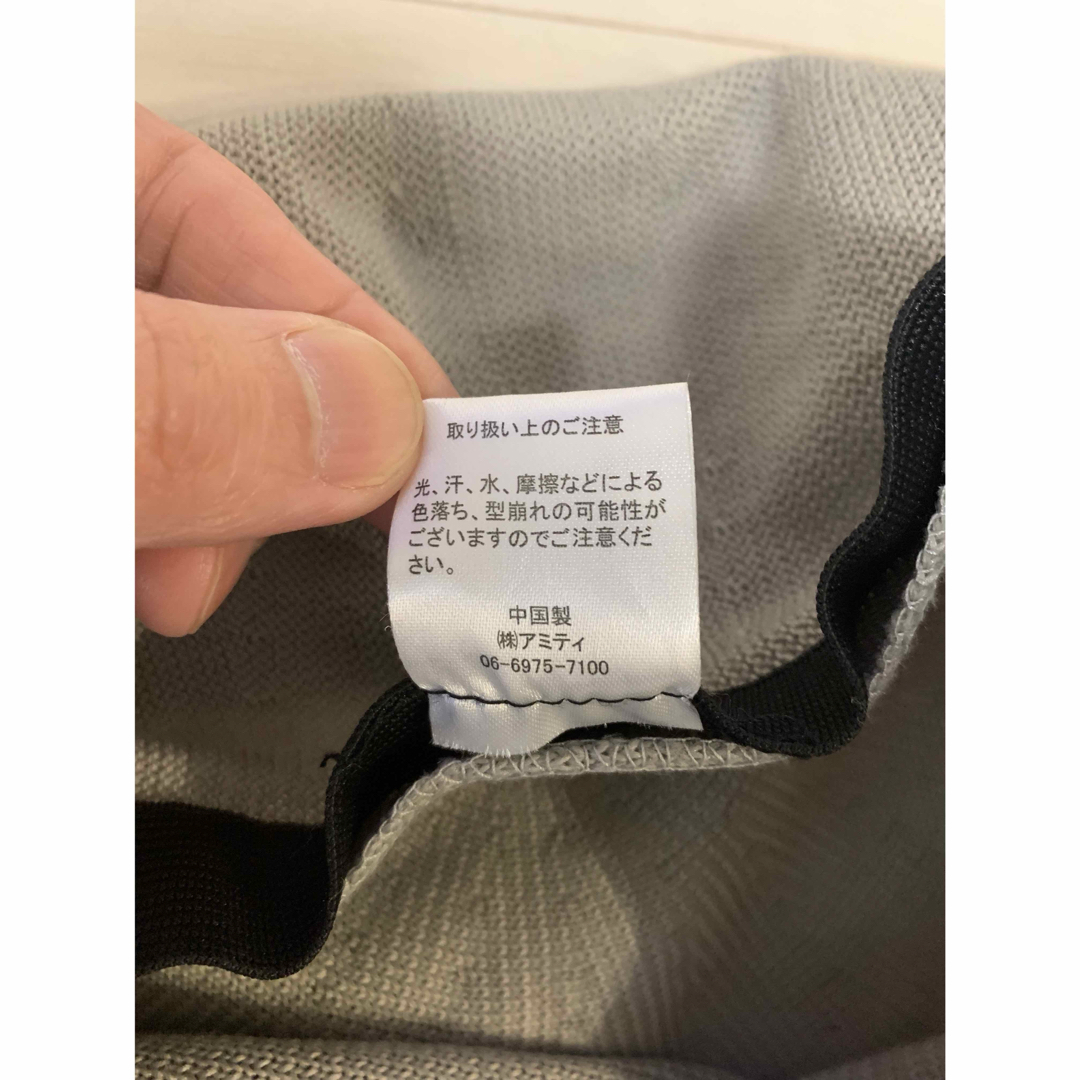 取り扱い上のご注意
光、汗、水、摩擦などによる
色落ち、型崩れの可能性が
ございますのでご注意くだ
さい。
中国製
㈱アミティ
06-6975-7100